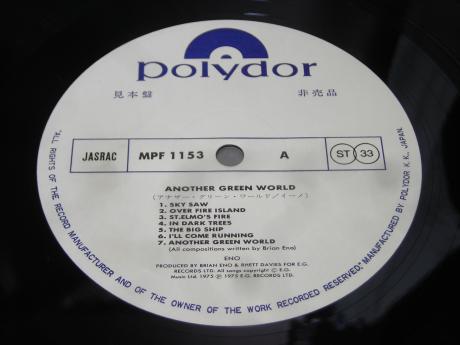 polydor
見本盤 非売品
JASRAC MPF 1153 A ST 33
ANOTHER GREEN WORLD
(アナザー・グリーン・ワールド/イーノ)
1. SKY SAW
2. OVER FIRE ISLAND
3. ST.ELMO'S FIRE
4. IN DARK TREES
5. THE BIG SHIP
6. I'LL COME RUNNING
7. ANOTHER GREEN WORLD
(All compositions written by Brian Eno)
ENO
PRODUCED BY BRIAN ENO & RHETT DAVIES FOR E.G.
RECORDS LTD. All songs copyright © E.G.
Music Ltd. 1975 ℗ 1975 E.G. RECORDS LTD.
"ALL RIGHTS OF THE RECORD MANUFACTURER AND OF THE OWNER OF THE WORK RECORDED RESERVED." MANUFACTURED BY POLYDOR K.K., JAPAN.